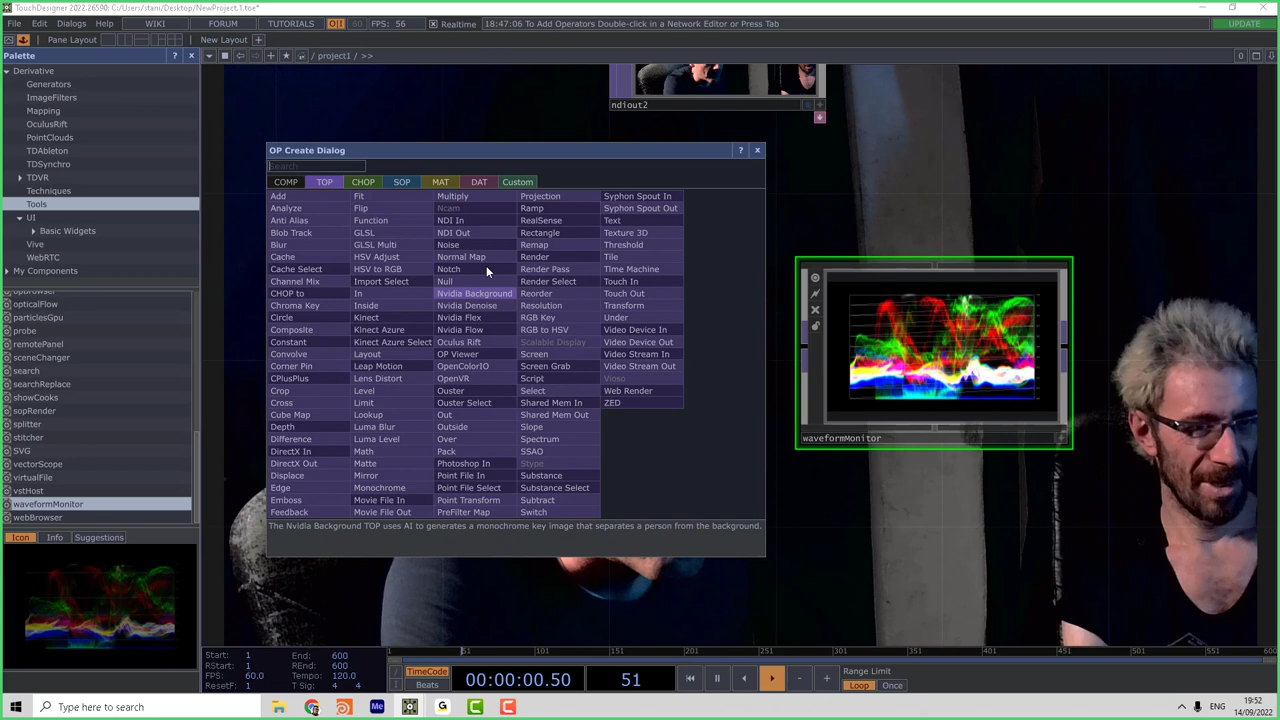 TouchDesigner 2022.26590: C:/Users/stani/Desktop/NewProject.1.toe*
File Edit Dialogs Help WIKI FORUM TUTORIALS O|I 60 FPS: 56 Realtime 18:47:06 To Add Operators Double-click in a Network Editor or Press Tab UPDATE
Pane Layout New Layout +
Palette ? x
/ project1 / >> 0
Derivative
Generators
ImageFilters
Mapping
OculusRift
PointClouds
TDAbleton
TDSynchro
TDVR
Techniques
Tools
UI
Basic Widgets
Vive
WebRTC
My Components
opticalFlow
particlesGpu
probe
remotePanel
sceneChanger
search
searchReplace
showCooks
sopRender
splitter
stitcher
SVG
vectorScope
virtualFile
vstHost
waveformMonitor
webBrowser
Icon Info Suggestions
ndiout2
OP Create Dialog ? x
Search
COMP TOP CHOP SOP MAT DAT Custom
Add Fit Multiply Projection Syphon Spout In
Analyze Flip Ncam Ramp Syphon Spout Out
Anti Alias Function NDI In RealSense Text
Blob Track GLSL NDI Out Rectangle Texture 3D
Blur GLSL Multi Noise Remap Threshold
Cache HSV Adjust Normal Map Render Tile
Cache Select HSV to RGB Notch Render Pass Time Machine
Channel Mix Import Select Null Render Select Touch In
CHOP to In Nvidia Background Reorder Touch Out
Chroma Key Inside Nvidia Denoise Resolution Transform
Circle Kinect Nvidia Flex RGB Key Under
Composite Kinect Azure Nvidia Flow RGB to HSV Video Device In
Constant Kinect Azure Select Oculus Rift Scalable Display Video Device Out
Convolve Layout OP Viewer Screen Video Stream In
Corner Pin Leap Motion OpenColorIO Screen Grab Video Stream Out
CPlusPlus Lens Distort OpenVR Script Vioso
Crop Level Ouster Select Web Render
Cross Limit Ouster Select Shared Mem In ZED
Cube Map Lookup Out Shared Mem Out
Depth Luma Blur Outside Slope
Difference Luma Level Over Spectrum
DirectX In Math Pack SSAO
DirectX Out Matte Photoshop In Stype
Displace Mirror Point File In Substance
Edge Monochrome Point File Select Substance Select
Emboss Movie File In Point Transform Subtract
Feedback Movie File Out PreFilter Map Switch
The Nvidia Background TOP uses AI to generates a monochrome key image that separates a person from the background.
waveformMonitor
Start: 1 End: 600
RStart: 1 REnd: 600
FPS: 60.0 Tempo: 120.0
ResetF: 1 T Sig: 4 4
1 51 101 151 201 251 301 351 401 451 501 551 600
TimeCode
Beats
00:00:00.50 51
Range Limit
Loop Once
Type here to search
ENG
19:52
14/09/2022